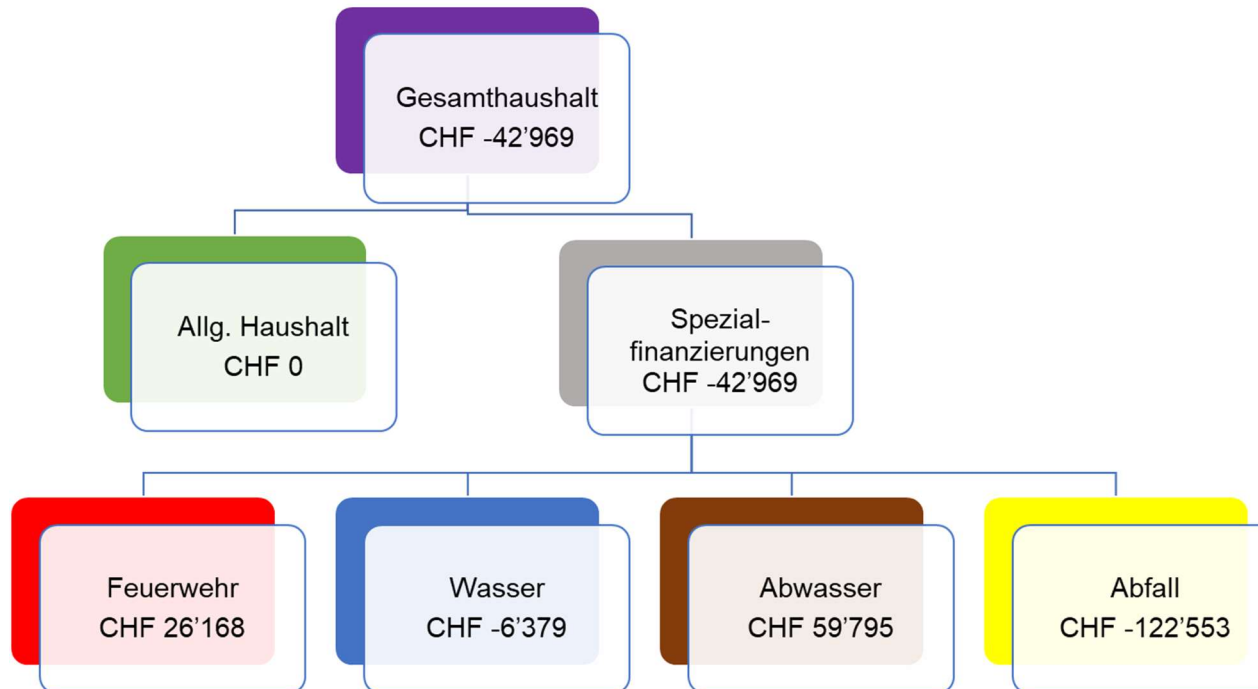 Gesamthaushalt
CHF -42’969
Allg. Haushalt
CHF 0
Spezial-
finanzierungen
CHF -42’969
Feuerwehr
CHF 26’168
Wasser
CHF -6’379
Abwasser
CHF 59’795
Abfall
CHF -122’553